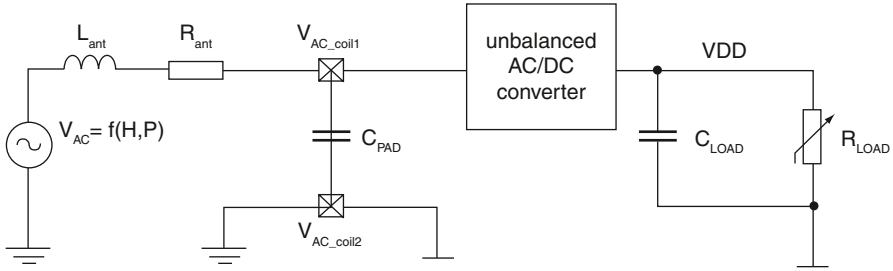 L_ant
R_ant
V_AC_coil1
unbalanced
AC/DC
converter
VDD
V_AC= f(H,P)
C_PAD
C_LOAD
R_LOAD
V_AC_coil2